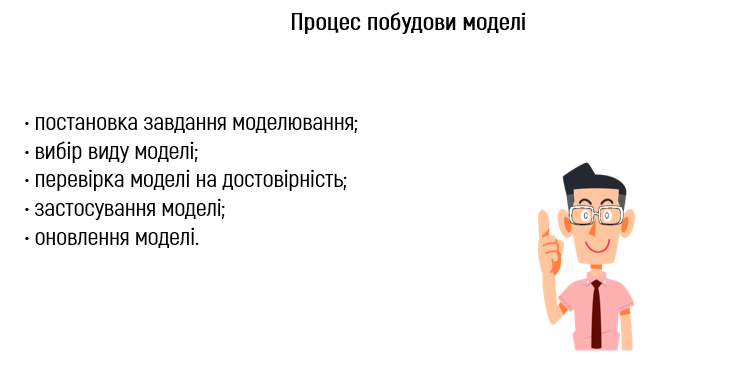 Процес побудови моделі
• постановка завдання моделювання;
• вибір виду моделі;
• перевірка моделі на достовірність;
• застосування моделі;
• оновлення моделі.